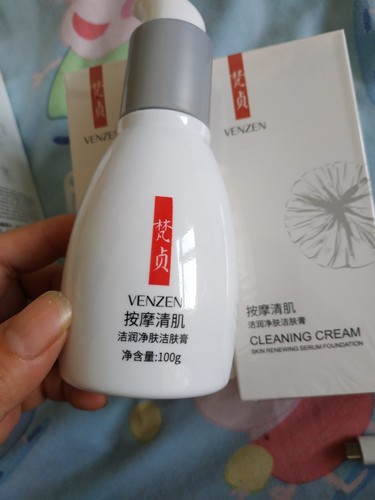 梵贞
VENZEN
按摩清肌
洁润净肤洁肤膏
净含量:100g
梵贞
VENZEN
梵贞
VENZEN
按摩清肌
洁润净肤洁肤膏
CLEANING CREAM
SKIN RENEWING SERUM FOUNDATION